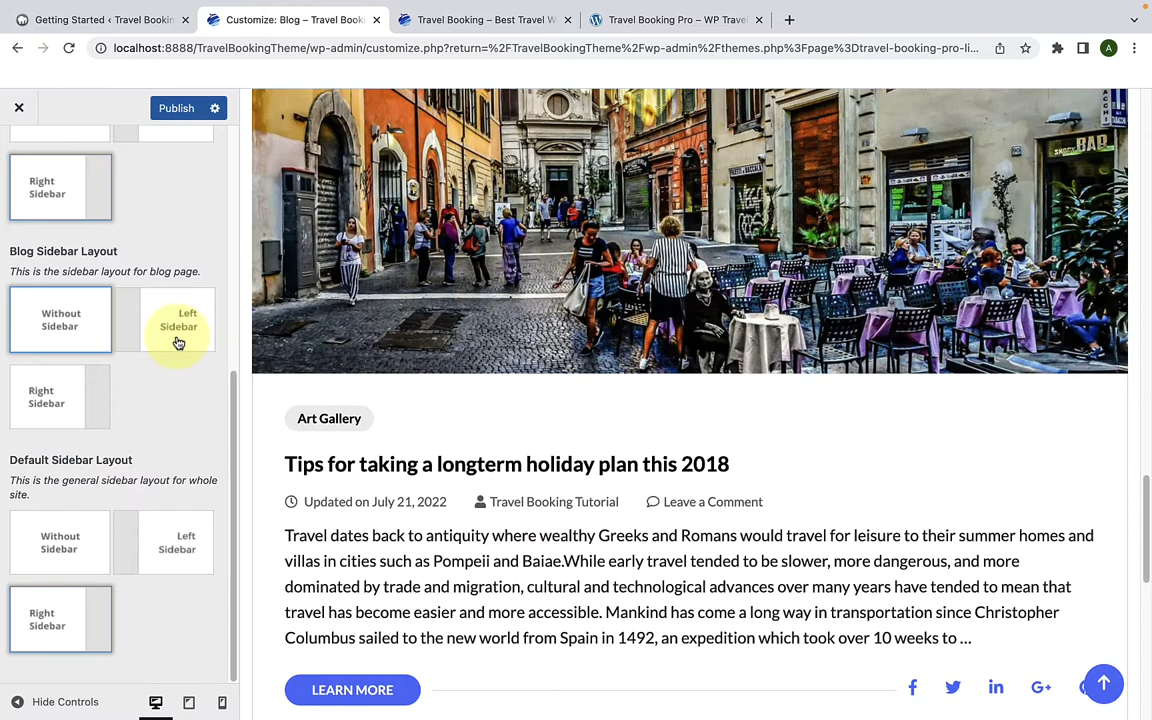 Getting Started ‹ Travel Bookin
Customize: Blog – Travel Book
Travel Booking – Best Travel W
Travel Booking Pro – WP Trave
localhost:8888/TravelBookingTheme/wp-admin/customize.php?return=%2FTravelBookingTheme%2Fwp-admin%2Fthemes.php%3Fpage%3Dtravel-booking-pro-li...
A
Publish
Right
Sidebar
Blog Sidebar Layout
This is the sidebar layout for blog page.
Without
Sidebar
Left
Sidebar
Right
Sidebar
Default Sidebar Layout
This is the general sidebar layout for whole
site.
Without
Sidebar
Left
Sidebar
Right
Sidebar
Hide Controls
BAR
Art Gallery
Tips for taking a longterm holiday plan this 2018
Updated on July 21, 2022
Travel Booking Tutorial
Leave a Comment
Travel dates back to antiquity where wealthy Greeks and Romans would travel for leisure to their summer homes and
villas in cities such as Pompeii and Baiae.While early travel tended to be slower, more dangerous, and more
dominated by trade and migration, cultural and technological advances over many years have tended to mean that
travel has become easier and more accessible. Mankind has come a long way in transportation since Christopher
Columbus sailed to the new world from Spain in 1492, an expedition which took over 10 weeks to ...
LEARN MORE